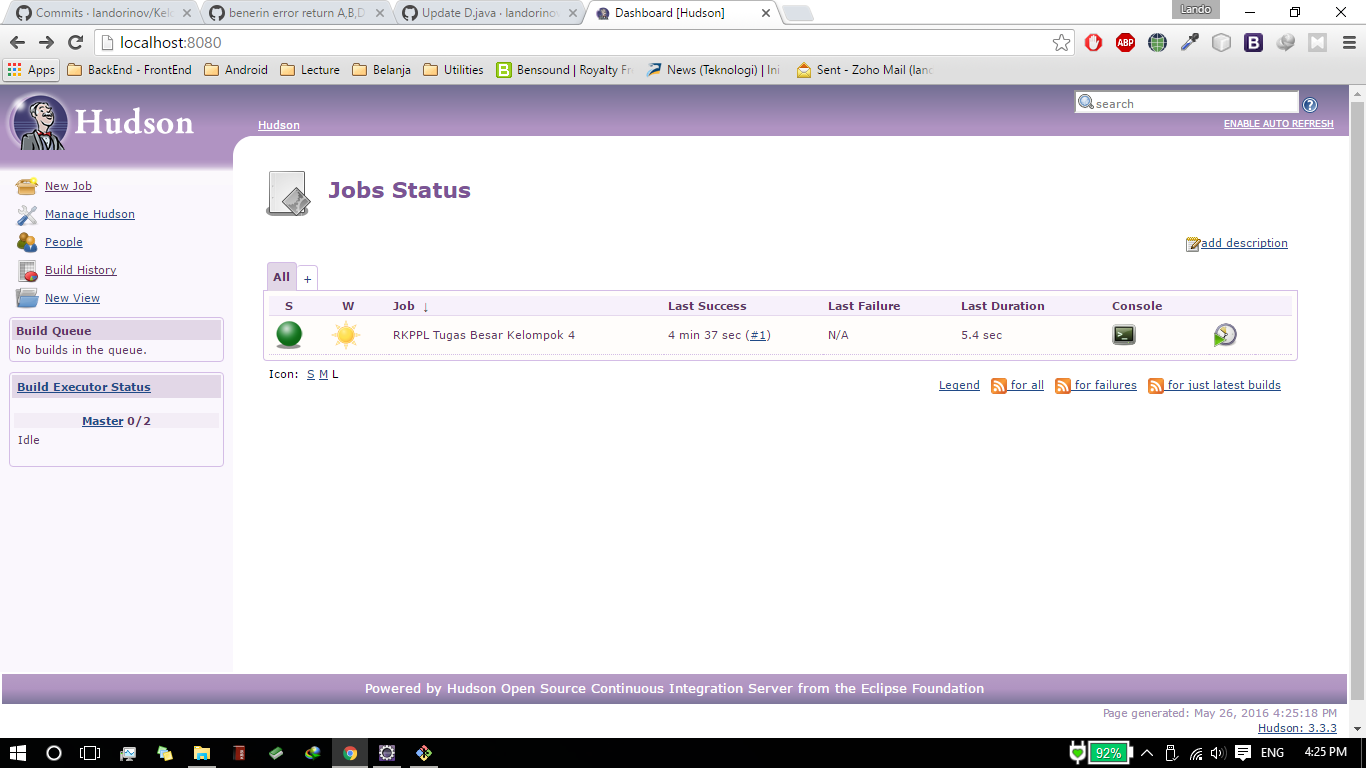 Commits · landorinov/Kel
benerin error return A,B,D
Update D.java · landorinov
Dashboard [Hudson]
Lando
localhost:8080
ABP
B
Apps
BackEnd - FrontEnd
Android
Lecture
Belanja
Utilities
B
Bensound | Royalty Fr
News (Teknologi) | Ini
Sent - Zoho Mail (land
Hudson
Hudson
search
?
ENABLE AUTO REFRESH
New Job
Manage Hudson
People
Build History
New View
Build Queue
No builds in the queue.
Build Executor Status
Master 0/2
Idle
Jobs Status
add description
All +
S W Job ↓ Last Success Last Failure Last Duration Console
RKPPL Tugas Besar Kelompok 4 4 min 37 sec (#1) N/A 5.4 sec
Icon: S M L
Legend for all for failures for just latest builds
Powered by Hudson Open Source Continuous Integration Server from the Eclipse Foundation
Page generated: May 26, 2016 4:25:18 PM
Hudson: 3.3.3
92%
ENG
4:25 PM